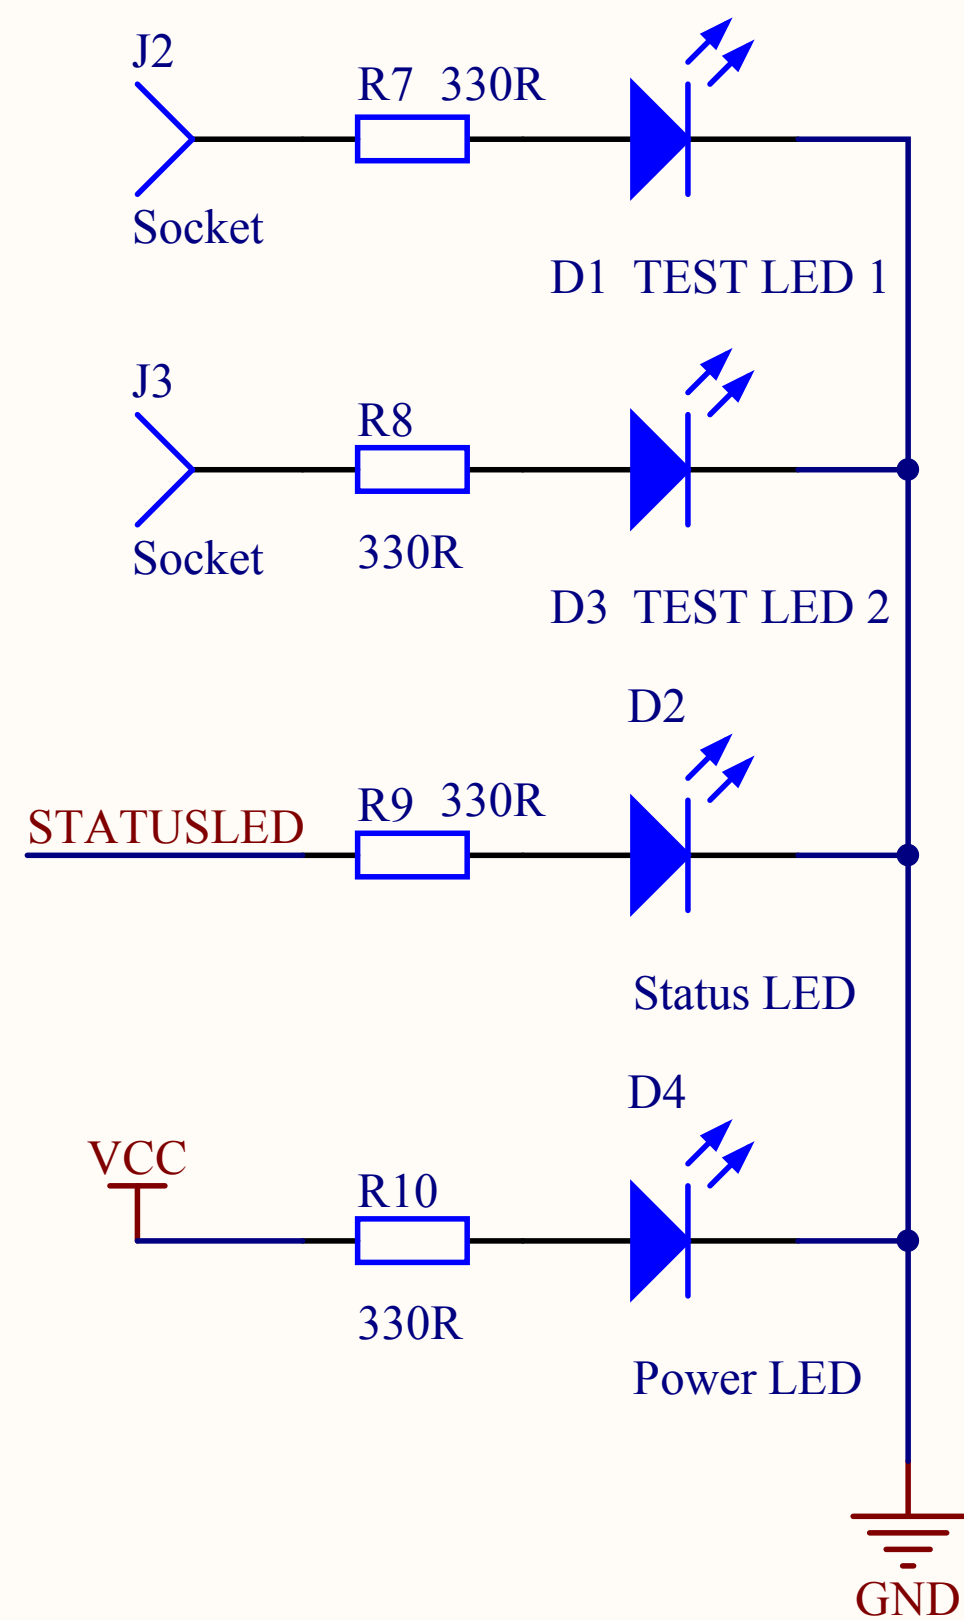 J2
R7 330R
Socket
D1 TEST LED 1
J3
R8
Socket
330R
D3 TEST LED 2
D2
STATUSLED
R9 330R
Status LED
D4
VCC
R10
330R
Power LED
GND